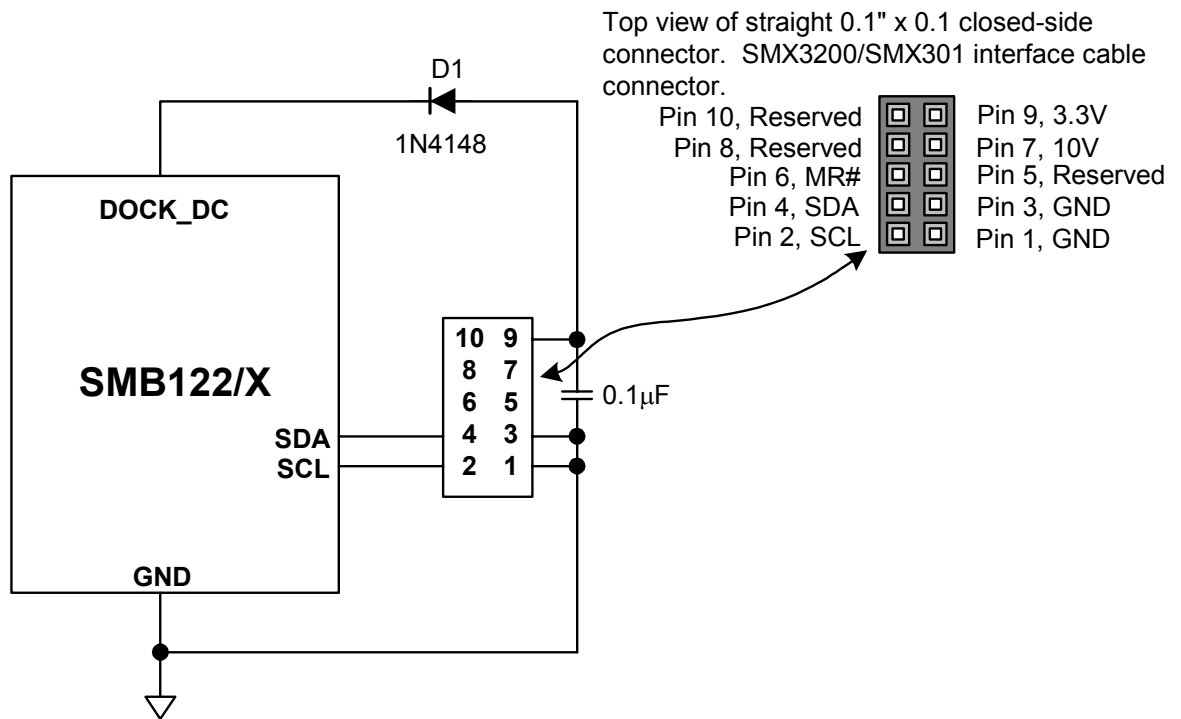 Top view of straight 0.1" x 0.1 closed-side
connector. SMX3200/SMX301 interface cable
connector.
Pin 10, Reserved
Pin 9, 3.3V
Pin 8, Reserved
Pin 7, 10V
Pin 6, MR#
Pin 5, Reserved
Pin 4, SDA
Pin 3, GND
Pin 2, SCL
Pin 1, GND
D1
1N4148
DOCK_DC
SMB122/X
SDA
SCL
GND
10 9
8 7
6 5
4 3
2 1
0.1μF